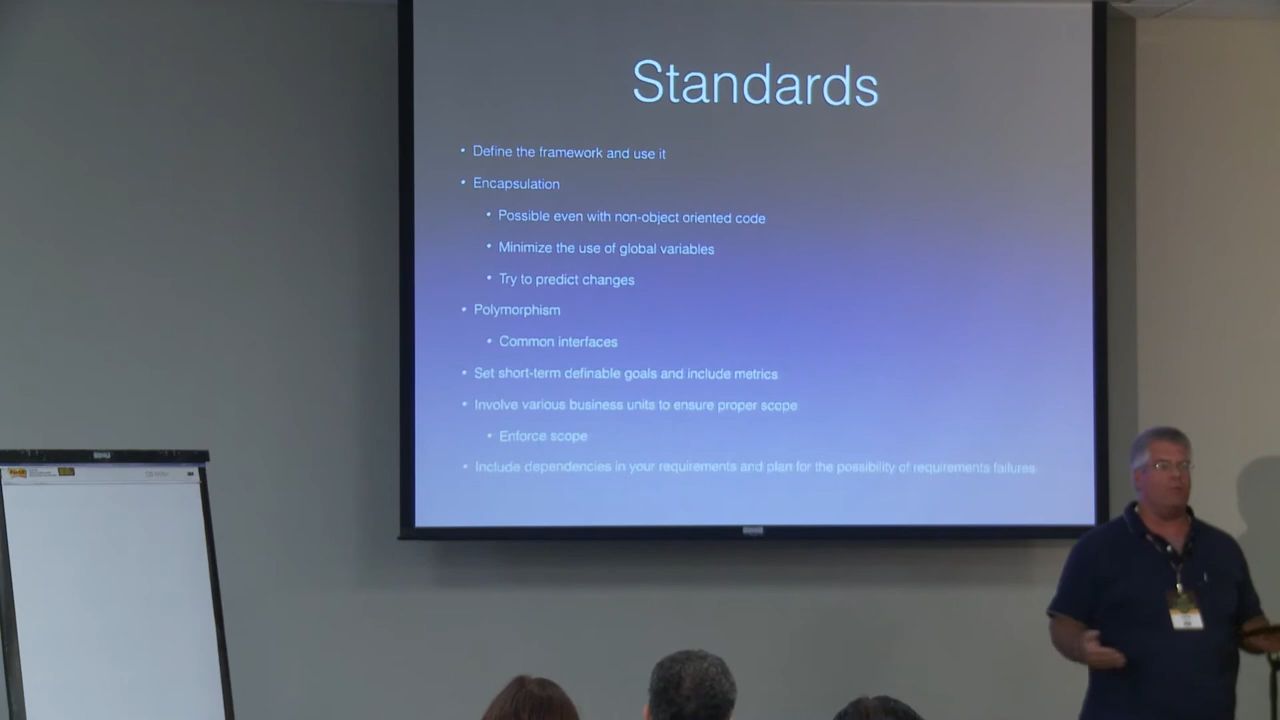 Standards
• Define the framework and use it
• Encapsulation
• Possible even with non-object oriented code
• Minimize the use of global variables
• Try to predict changes
• Polymorphism
• Common interfaces
• Set short-term definable goals and include metrics
• Involve various business units to ensure proper scope
• Enforce scope
• Include dependencies in your requirements and plan for the possibility of requirements failures